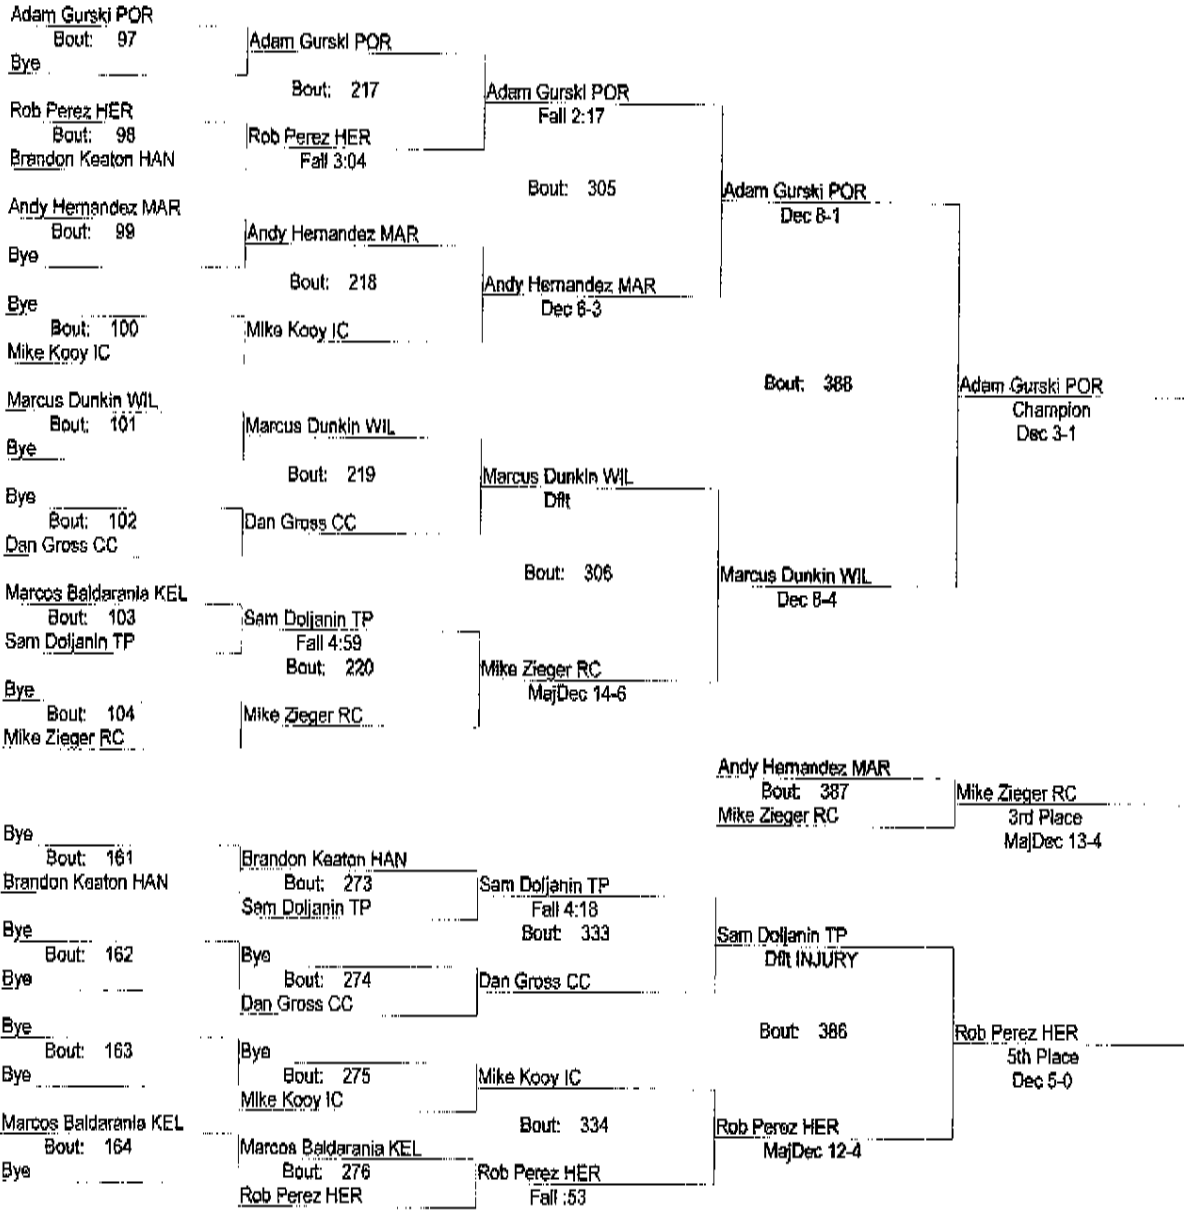 Adam Gurski POR
Bout: 97
Bye
Adam Gurski POR
Bout: 217
Rob Perez HER
Bout: 98
Brandon Keaton HAN
Rob Perez HER
Fall 3:04
Adam Gurski POR
Fall 2:17
Bout: 305
Andy Hernandez MAR
Bout: 99
Bye
Andy Hernandez MAR
Bout: 218
Bye
Bout: 100
Mike Kooy IC
Mike Kooy IC
Andy Hernandez MAR
Dec 6-3
Adam Gurski POR
Dec 8-1
Bout: 388
Marcus Dunkin WIL
Bout: 101
Bye
Marcus Dunkin WIL
Bout: 219
Bye
Bout: 102
Dan Gross CC
Dan Gross CC
Marcus Dunkin WIL
Dflt
Bout: 306
Marcos Baldarania KEL
Bout: 103
Sam Doljanin TP
Sam Doljanin TP
Fall 4:59
Bout: 220
Bye
Bout: 104
Mike Zieger RC
Mike Zieger RC
Mike Zieger RC
MajDec 14-6
Marcus Dunkin WIL
Dec 8-4
Adam Gurski POR
Champion
Dec 3-1
Andy Hernandez MAR
Bout: 387
Mike Zieger RC
Mike Zieger RC
3rd Place
MajDec 13-4
Bye
Bout: 161
Brandon Keaton HAN
Brandon Keaton HAN
Bout: 273
Sam Doljanin TP
Sam Doljanin TP
Fall 4:18
Bout: 333
Bye
Bout: 162
Bye
Bye
Bout: 274
Dan Gross CC
Dan Gross CC
Sam Doljanin TP
Dflt INJURY
Bout: 386
Bye
Bout: 163
Bye
Bye
Bout: 275
Mike Kooy IC
Mike Kooy IC
Bout: 334
Marcos Baldarania KEL
Bout: 164
Bye
Marcos Baldarania KEL
Bout: 276
Rob Perez HER
Rob Perez HER
Fall :53
Rob Perez HER
MajDec 12-4
Rob Perez HER
5th Place
Dec 5-0